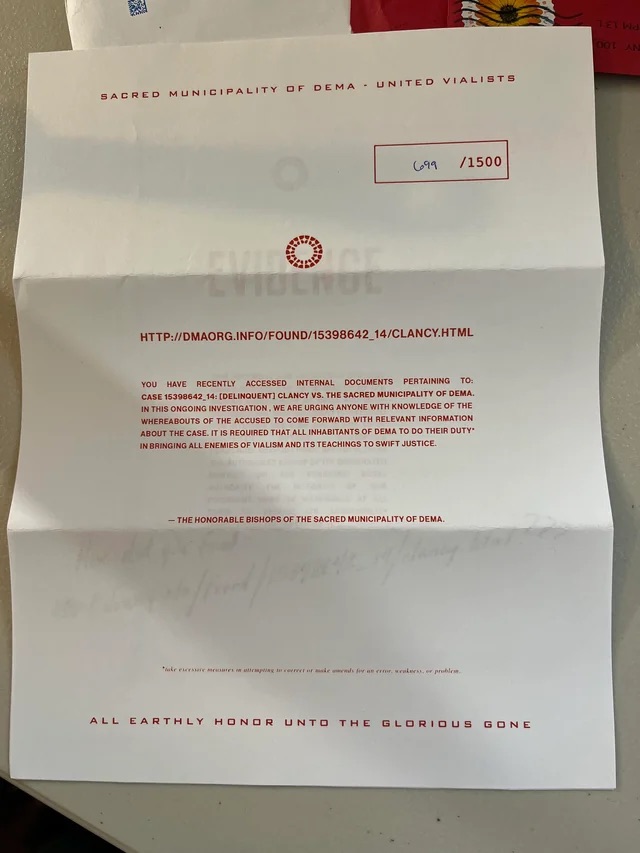 SACRED MUNICIPALITY OF DEMA - UNITED VIALISTS
699 /1500
EVIDENCE
HTTP://DMAORG.INFO/FOUND/15398642_14/CLANCY.HTML
YOU HAVE RECENTLY ACCESSED INTERNAL DOCUMENTS PERTAINING TO:
CASE 15398642_14: [DELINQUENT] CLANCY VS. THE SACRED MUNICIPALITY OF DEMA.
IN THIS ONGOING INVESTIGATION, WE ARE URGING ANYONE WITH KNOWLEDGE OF THE
WHEREABOUTS OF THE ACCUSED TO COME FORWARD WITH RELEVANT INFORMATION
ABOUT THE CASE. IT IS REQUIRED THAT ALL INHABITANTS OF DEMA TO DO THEIR DUTY*
IN BRINGING ALL ENEMIES OF VIALISM AND ITS TEACHINGS TO SWIFT JUSTICE.
— THE HONORABLE BISHOPS OF THE SACRED MUNICIPALITY OF DEMA.
*take excessive measures in attempting to correct or make amends for an error, weakness, or problem.
ALL EARTHLY HONOR UNTO THE GLORIOUS GONE